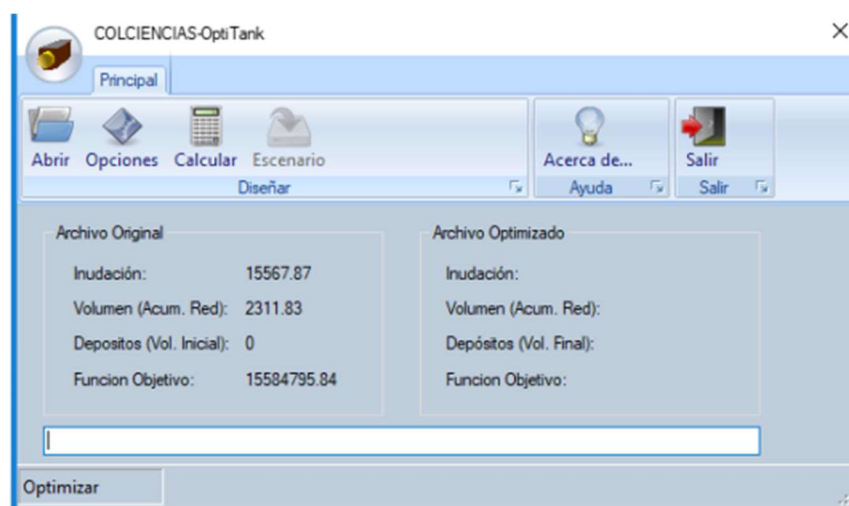 COLCIENCIAS-OptiTank
Principal
Abrir Opciones Calcular Escenario Acerca de... Salir
Diseñar Ayuda Salir
Archivo Original
Inudación: 15567.87
Volumen (Acum. Red): 2311.83
Depositos (Vol. Inicial): 0
Funcion Objetivo: 15584795.84
Archivo Optimizado
Inudación:
Volumen (Acum. Red):
Depósitos (Vol. Final):
Funcion Objetivo:
Optimizar